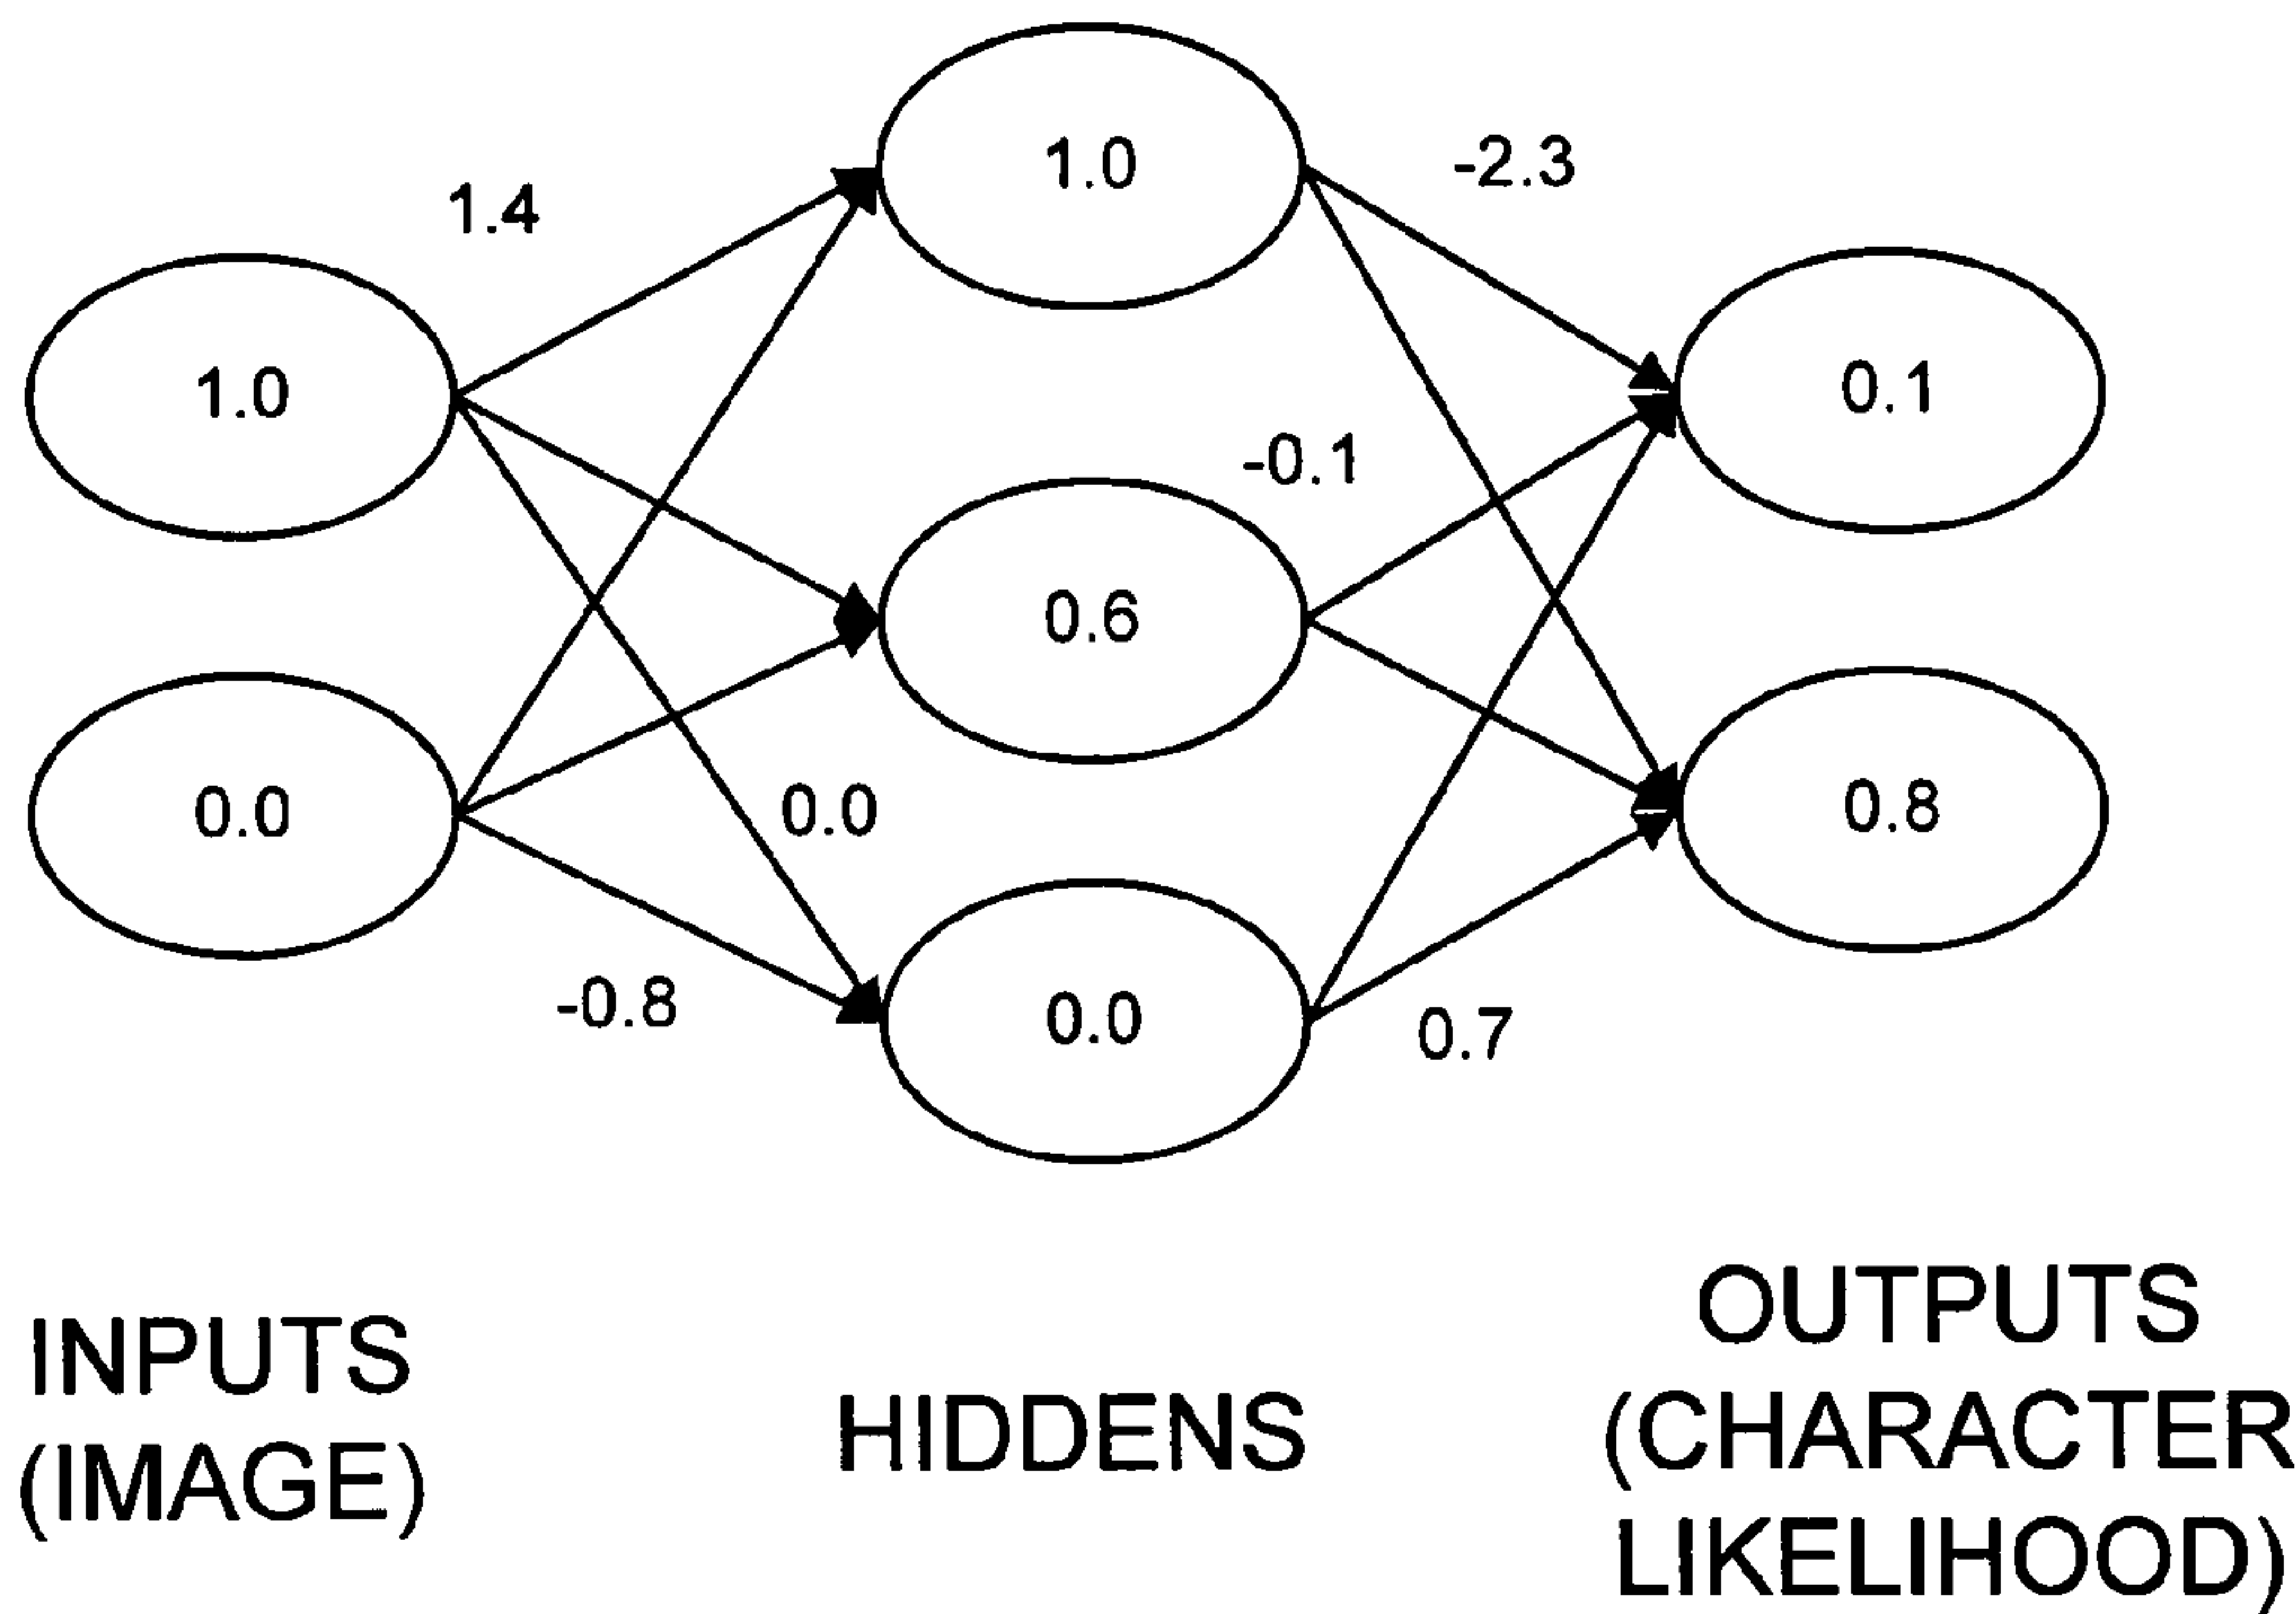 1.0
-2.3
1.4
1.0
0.1
-0.1
0.6
0.0
0.0
0.8
-0.8
0.0
0.7
INPUTS
(IMAGE)
HIDDENS
OUTPUTS
(CHARACTER
LIKELIHOOD)